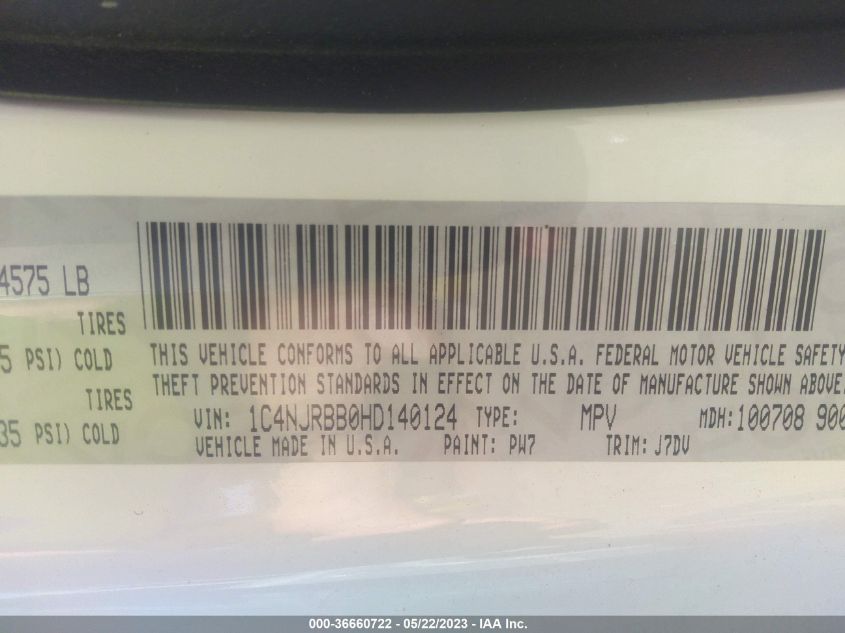 4575 LB
TIRES
5 PSI) COLD
TIRES
35 PSI) COLD
THIS VEHICLE CONFORMS TO ALL APPLICABLE U.S.A. FEDERAL MOTOR VEHICLE SAFETY
THEFT PREVENTION STANDARDS IN EFFECT ON THE DATE OF MANUFACTURE SHOWN ABOVE.
VIN: 1C4NJRBB0HD140124 TYPE: MPV MDH:100708 900
VEHICLE MADE IN U.S.A. PAINT: PW7 TRIM: J7DV
000-36660722 - 05/22/2023 - IAA Inc.